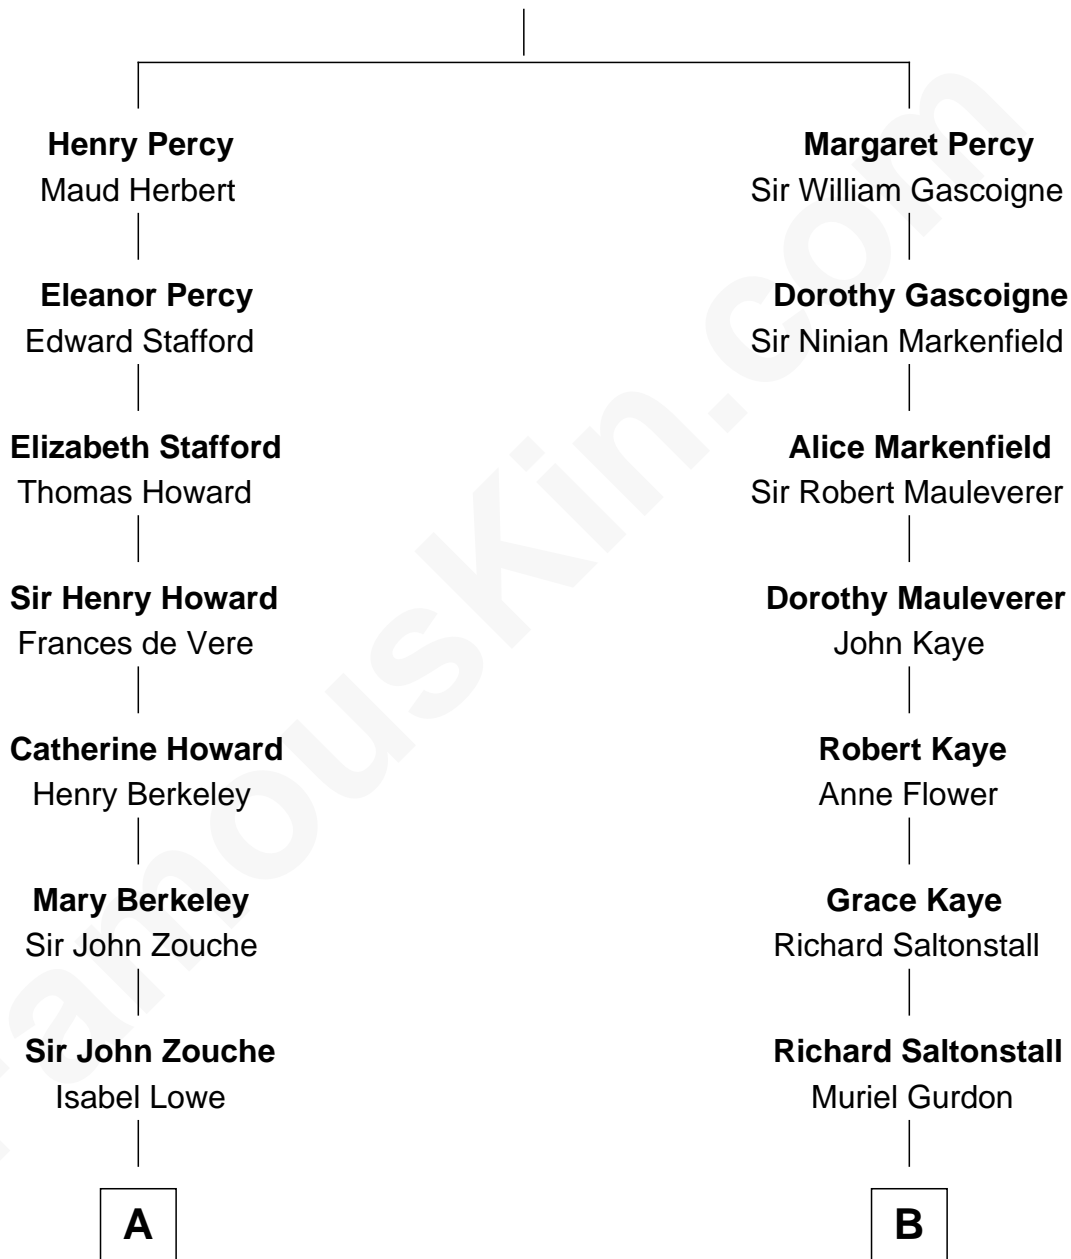 Henry Percy
Maud Herbert
Eleanor Percy
Edward Stafford
Elizabeth Stafford
Thomas Howard
Sir Henry Howard
Frances de Vere
Catherine Howard
Henry Berkeley
Mary Berkeley
Sir John Zouche
Sir John Zouche
Isabel Lowe
A
Margaret Percy
Sir William Gascoigne
Dorothy Gascoigne
Sir Ninian Markenfield
Alice Markenfield
Sir Robert Mauleverer
Dorothy Mauleverer
John Kaye
Robert Kaye
Anne Flower
Grace Kaye
Richard Saltonstall
Richard Saltonstall
Muriel Gurdon
B
FamousKin.com